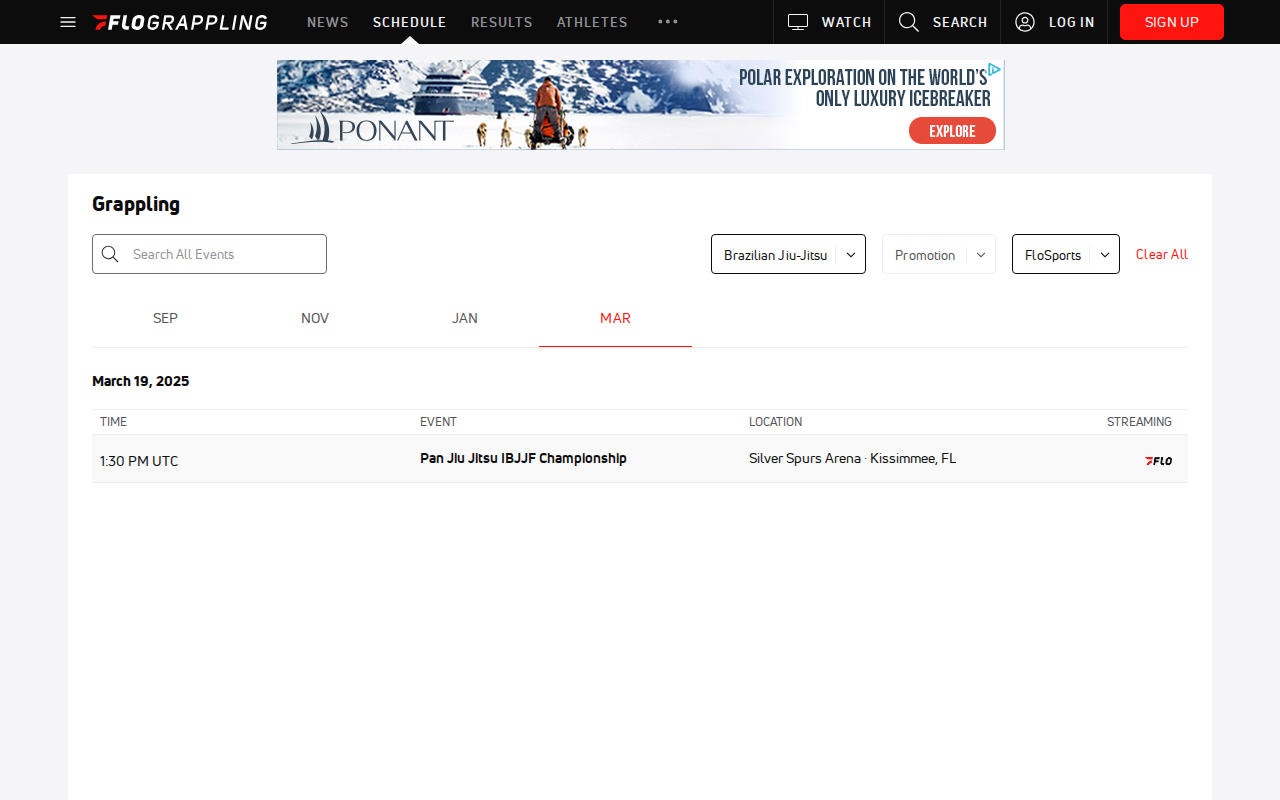 FLOGRAPPLING NEWS SCHEDULE RESULTS ATHLETES WATCH SEARCH LOG IN SIGN UP
POLAR EXPLORATION ON THE WORLD'S
ONLY LUXURY ICEBREAKER
PONANT
EXPLORE
Grappling
Search All Events Brazilian Jiu-Jitsu Promotion FloSports Clear All
SEP NOV JAN MAR
March 19, 2025
TIME EVENT LOCATION STREAMING
1:30 PM UTC Pan Jiu Jitsu IBJJF Championship Silver Spurs Arena · Kissimmee, FL FLO